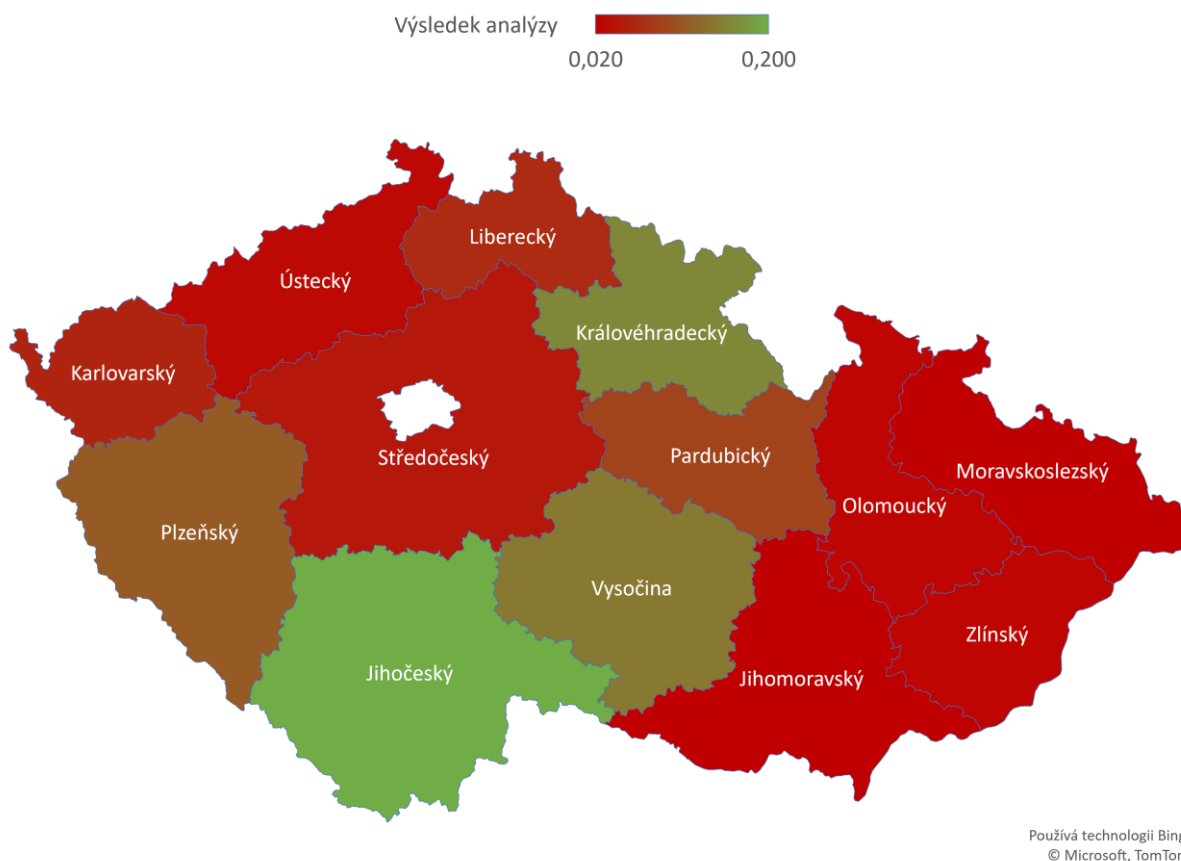 Výsledek analýzy
0,020 0,200
Liberecký
Ústecký
Královéhradecký
Karlovarský
Středočeský
Pardubický
Moravskoslezský
Olomoucký
Plzeňský
Vysočina
Zlínský
Jihočeský
Jihomoravský
Používá technologii Bing
© Microsoft, TomTom